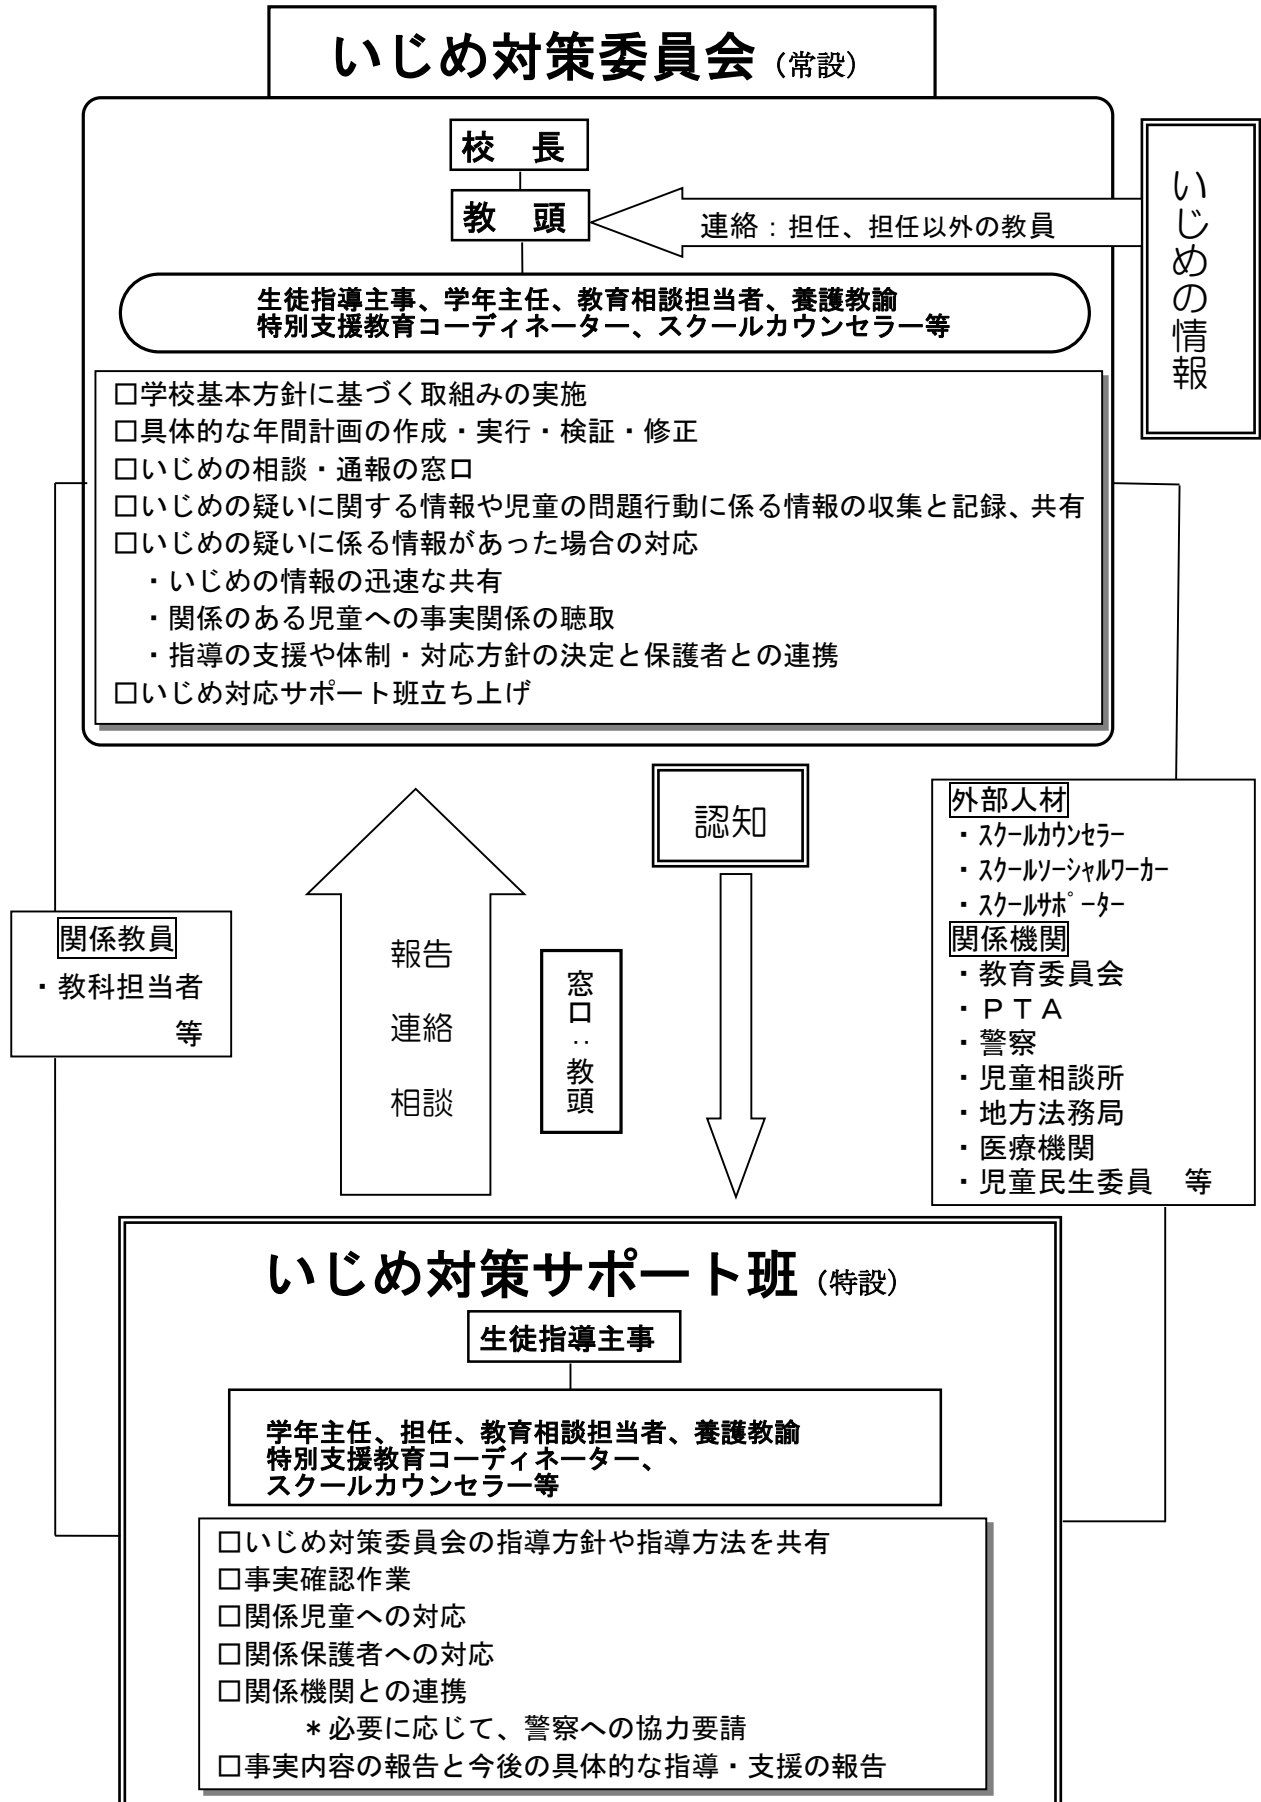 いじめ対策委員会（常設）
校　長
教　頭
連絡：担任、担任以外の教員
いじめの情報
生徒指導主事、学年主任、教育相談担当者、養護教諭
特別支援教育コーディネーター、スクールカウンセラー等
□学校基本方針に基づく取組みの実施
□具体的な年間計画の作成・実行・検証・修正
□いじめの相談・通報の窓口
□いじめの疑いに関する情報や児童の問題行動に係る情報の収集と記録、共有
□いじめの疑いに係る情報があった場合の対応
・いじめの情報の迅速な共有
・関係のある児童への事実関係の聴取
・指導の支援や体制・対応方針の決定と保護者との連携
□いじめ対応サポート班立ち上げ
認知
外部人材
・ｽｸｰﾙｶｳﾝｾﾗｰ
・ｽｸｰﾙｿｰｼｬﾙﾜｰｶｰ
・ｽｸｰﾙｻﾎﾟｰﾀｰ
関係機関
・教育委員会
・ＰＴＡ
・警察
・児童相談所
・地方法務局
・医療機関
・児童民生委員　等
関係教員
・教科担当者
等
報告
連絡
相談
窓口：教頭
いじめ対策サポート班（特設）
生徒指導主事
学年主任、担任、教育相談担当者、養護教諭
特別支援教育コーディネーター、
スクールカウンセラー等
□いじめ対策委員会の指導方針や指導方法を共有
□事実確認作業
□関係児童への対応
□関係保護者への対応
□関係機関との連携
＊必要に応じて、警察への協力要請
□事実内容の報告と今後の具体的な指導・支援の報告